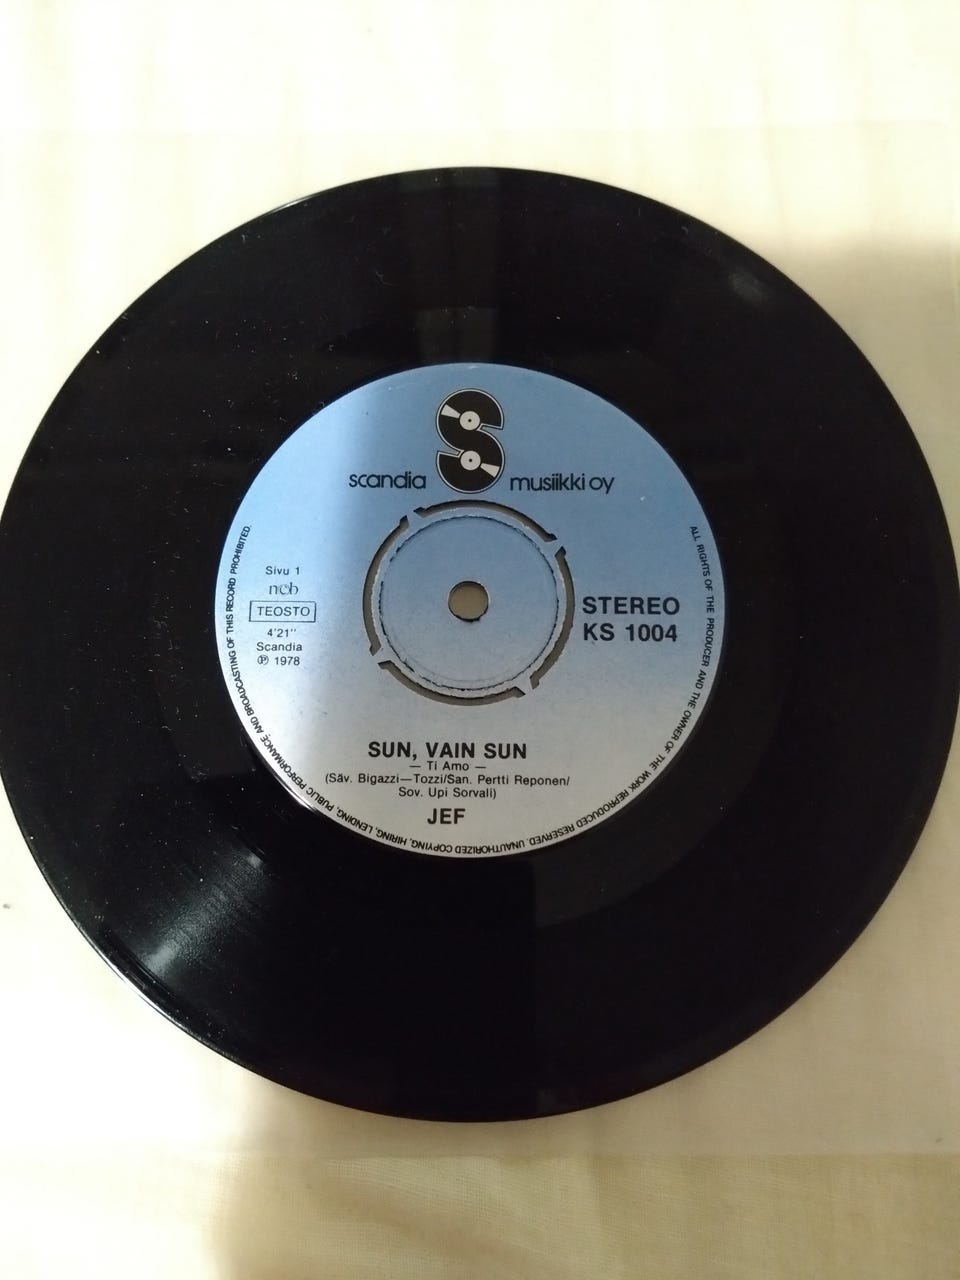 scandia musiikki oy
Sivu 1
ncb
TEOSTO
4'21''
Scandia
℗ 1978
STEREO
KS 1004
SUN, VAIN SUN
— Ti Amo —
(Säv. Bigazzi—Tozzi/San. Pertti Reponen/
Sov. Upi Sorvali)
JEF
ALL RIGHTS OF THE PRODUCER AND THE OWNER OF THE WORK REPRODUCED RESERVED. UNAUTHORIZED COPYING, HIRING, LENDING, PUBLIC PERFORMANCE AND BROADCASTING OF THIS RECORD PROHIBITED.